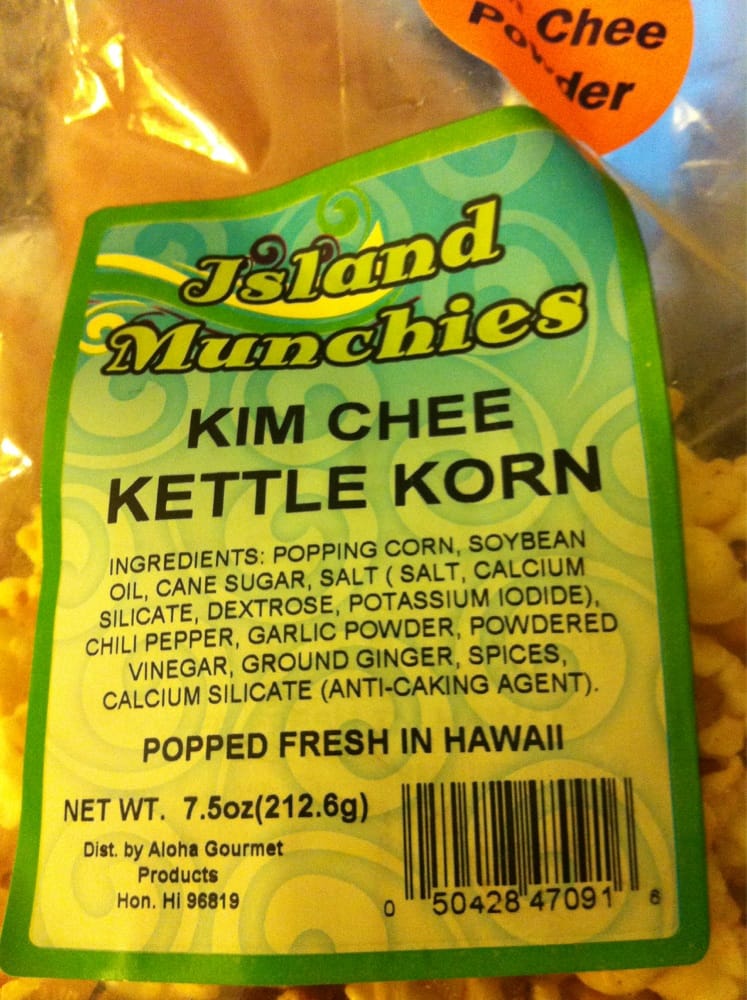 Chee
Powder
Island
Munchies
KIM CHEE
KETTLE KORN
INGREDIENTS: POPPING CORN, SOYBEAN
OIL, CANE SUGAR, SALT ( SALT, CALCIUM
SILICATE, DEXTROSE, POTASSIUM IODIDE),
CHILI PEPPER, GARLIC POWDER, POWDERED
VINEGAR, GROUND GINGER, SPICES,
CALCIUM SILICATE (ANTI-CAKING AGENT).
POPPED FRESH IN HAWAII
NET WT. 7.5oz(212.6g)
Dist. by Aloha Gourmet
Products
Hon. Hi 96819
0 50428 47091 6